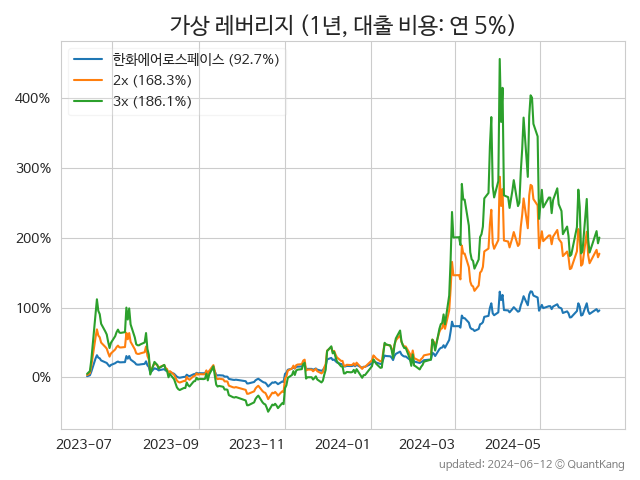 가상 레버리지 (1년, 대출 비용: 연 5%)
한화에어로스페이스 (92.7%)
2x (168.3%)
3x (186.1%)
400%
300%
200%
100%
0%
2023-07 2023-09 2023-11 2024-01 2024-03 2024-05
updated: 2024-06-12 © QuantKang